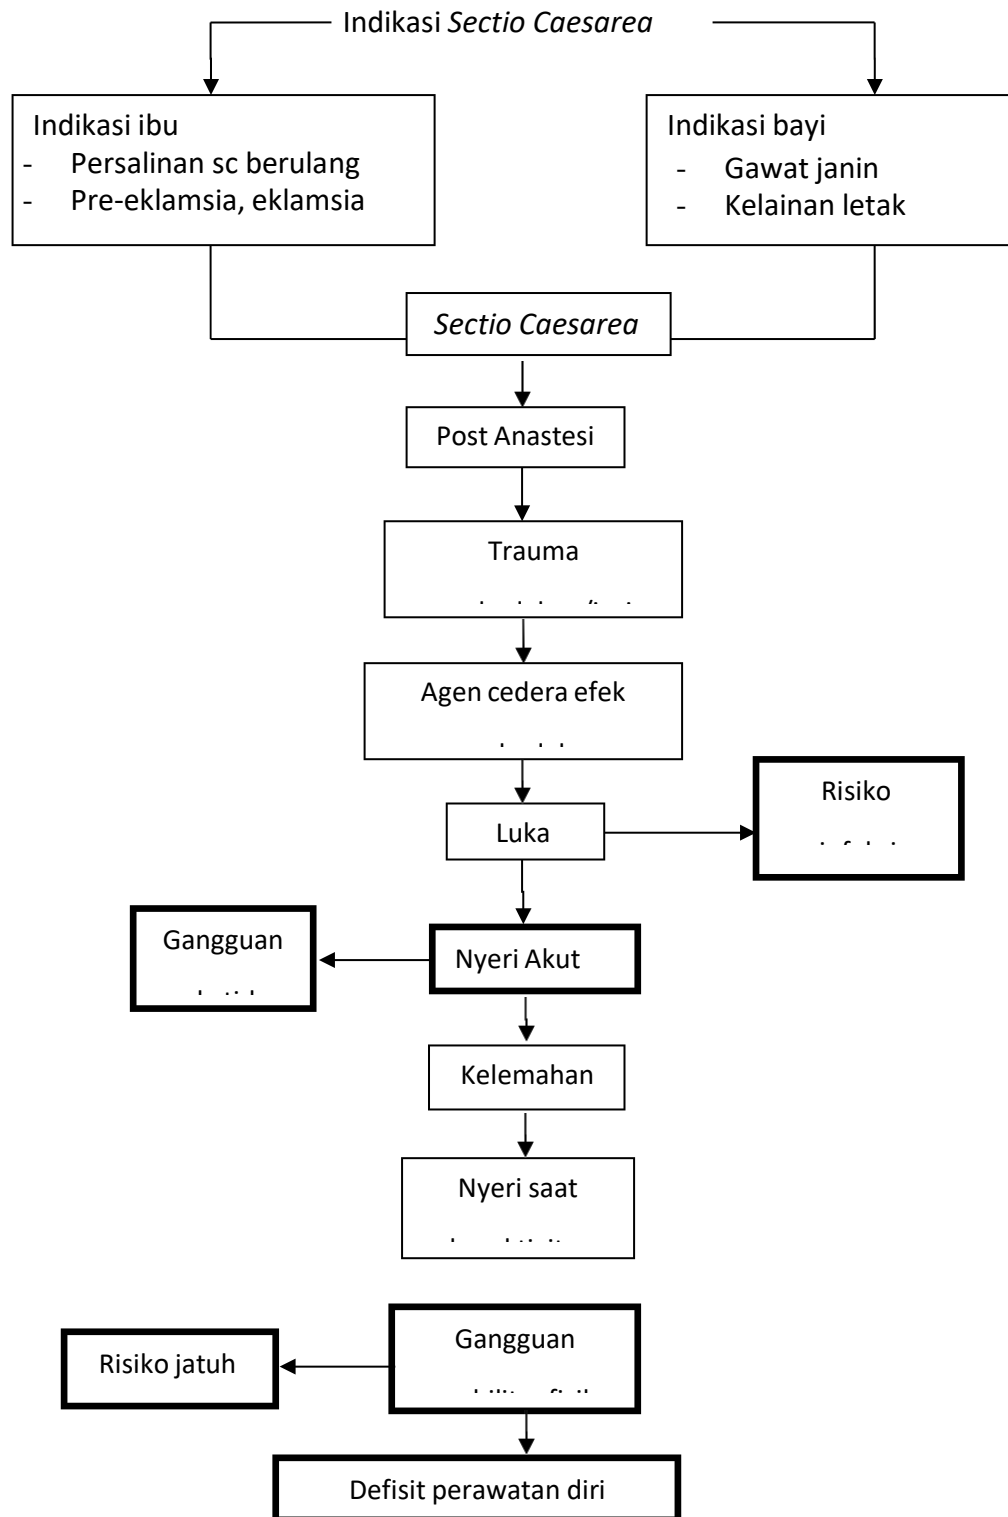 Indikasi Sectio Caesarea
Indikasi ibu
- Persalinan sc berulang
- Pre-eklamsia, eklamsia
Indikasi bayi
- Gawat janin
- Kelainan letak
Sectio Caesarea
Post Anastesi
Trauma
Agen cedera efek
Luka
Risiko
Nyeri Akut
Gangguan
Kelemahan
Nyeri saat
Gangguan
Risiko jatuh
Defisit perawatan diri